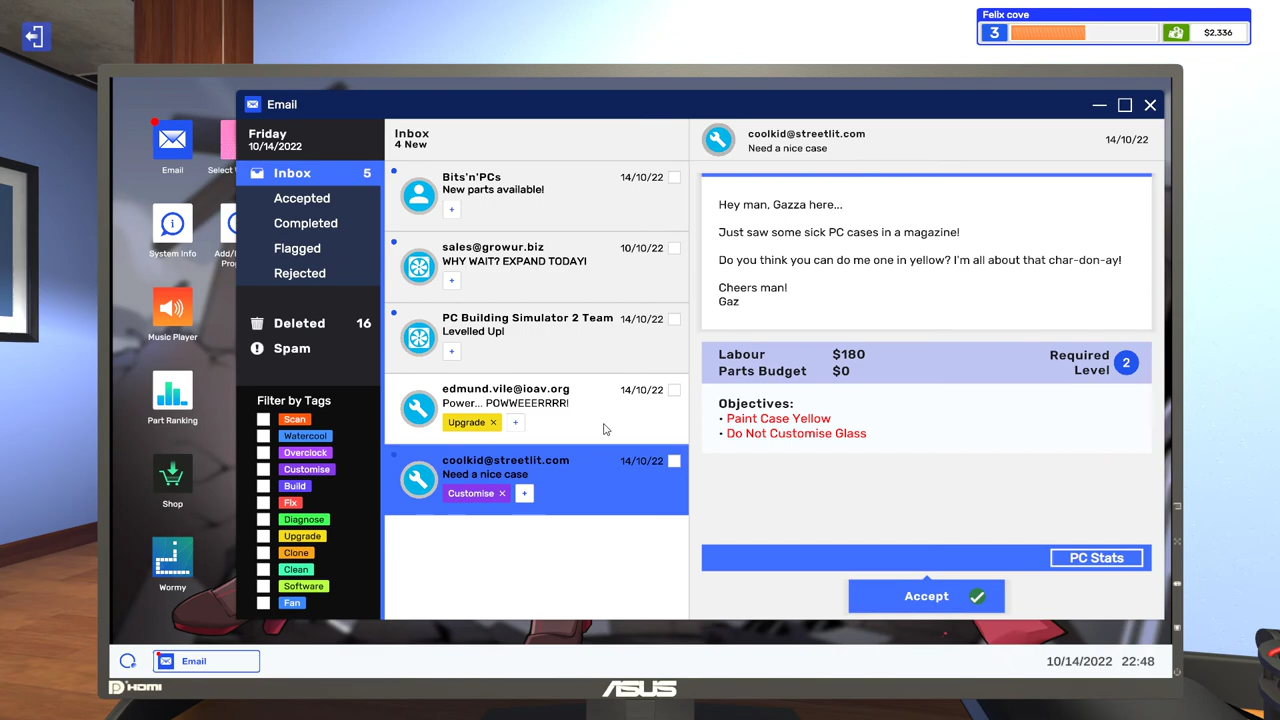 Felix cove
3
$2,336
Email
Friday
10/14/2022
Inbox 5
Accepted
Completed
Flagged
Rejected
Deleted 16
Spam
Filter by Tags
Scan
Watercool
Overclock
Customise
Build
Fix
Diagnose
Upgrade
Clone
Clean
Software
Fan
Email
System Info
Music Player
Part Ranking
Shop
Wormy
Inbox
4 New
Bits'n'PCs 14/10/22
New parts available!
+
sales@growur.biz 10/10/22
WHY WAIT? EXPAND TODAY!
+
PC Building Simulator 2 Team 14/10/22
Levelled Up!
+
edmund.vile@ioav.org 14/10/22
Power... POWWEEERRRR!
Upgrade × +
coolkid@streetlit.com 14/10/22
Need a nice case
Customise × +
coolkid@streetlit.com 14/10/22
Need a nice case
Hey man, Gazza here...
Just saw some sick PC cases in a magazine!
Do you think you can do me one in yellow? I'm all about that char-don-ay!
Cheers man!
Gaz
Labour $180
Parts Budget $0
Required
Level 2
Objectives:
• Paint Case Yellow
• Do Not Customise Glass
PC Stats
Accept
Email
10/14/2022 22:48
HDMI
ASUS